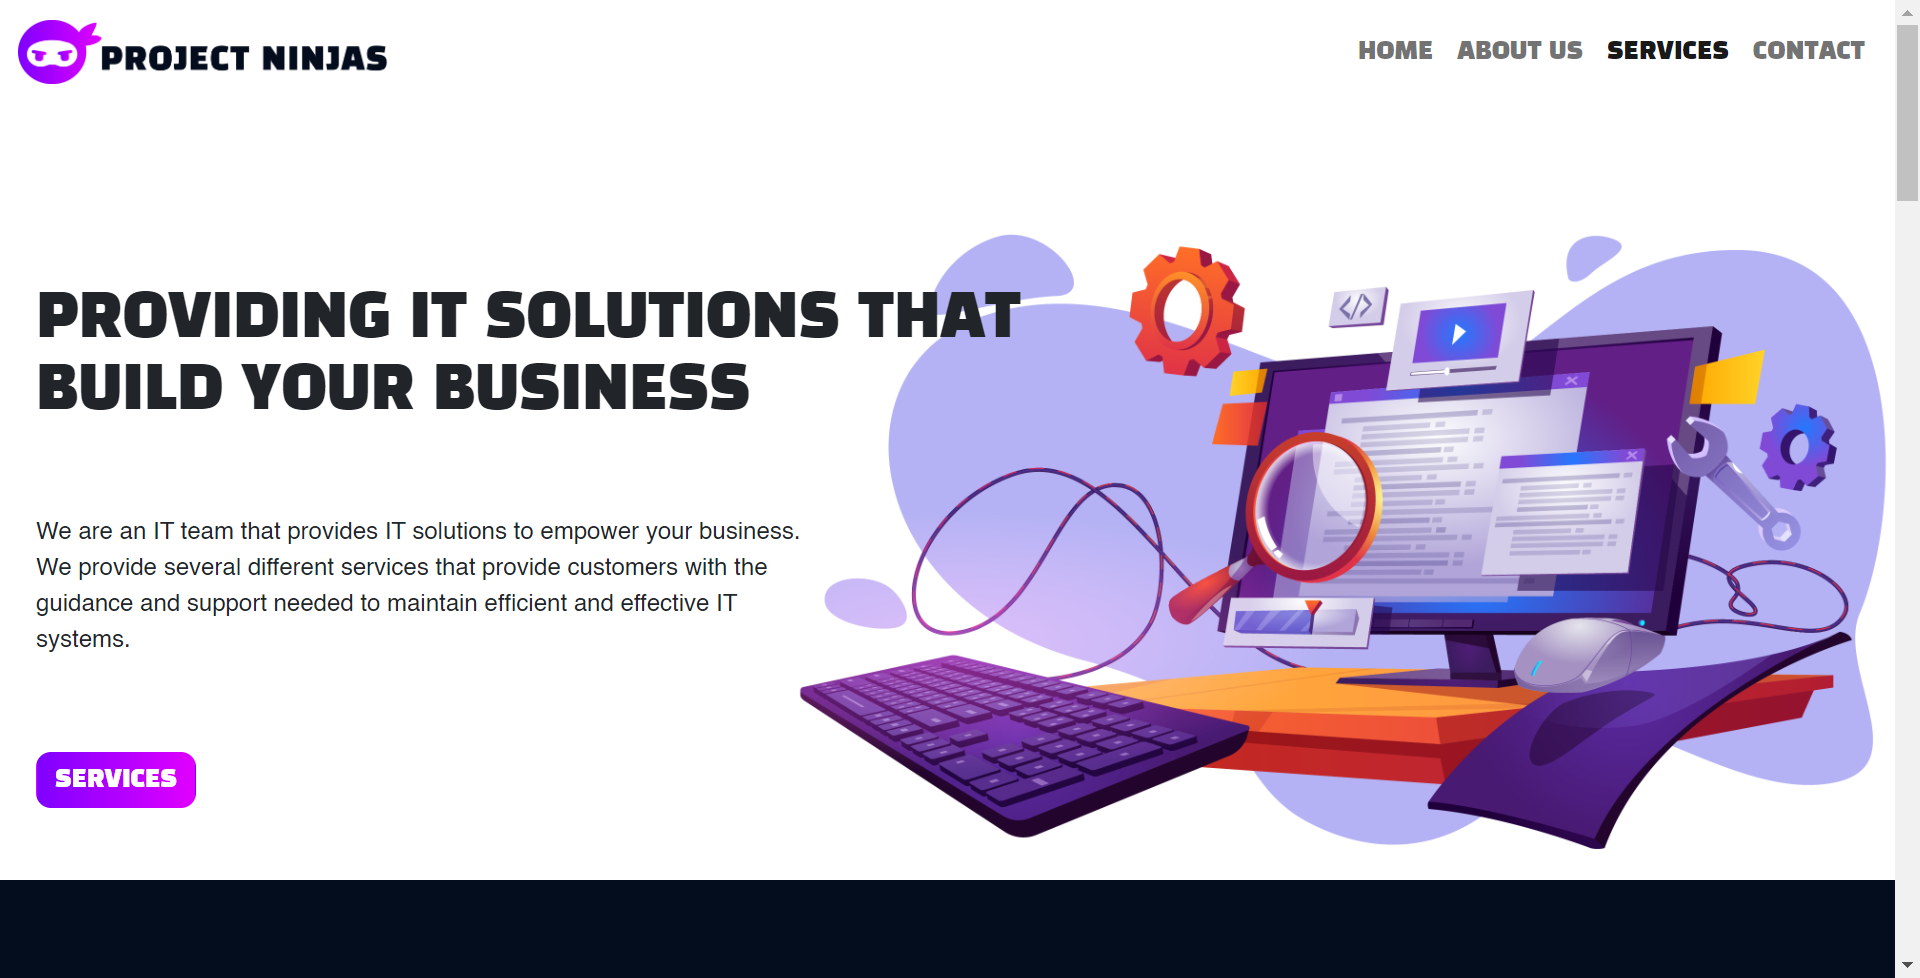 PROJECT NINJAS
HOME ABOUT US SERVICES CONTACT
PROVIDING IT SOLUTIONS THAT
BUILD YOUR BUSINESS
</>
We are an IT team that provides IT solutions to empower your business.
We provide several different services that provide customers with the
guidance and support needed to maintain efficient and effective IT
systems.
SERVICES